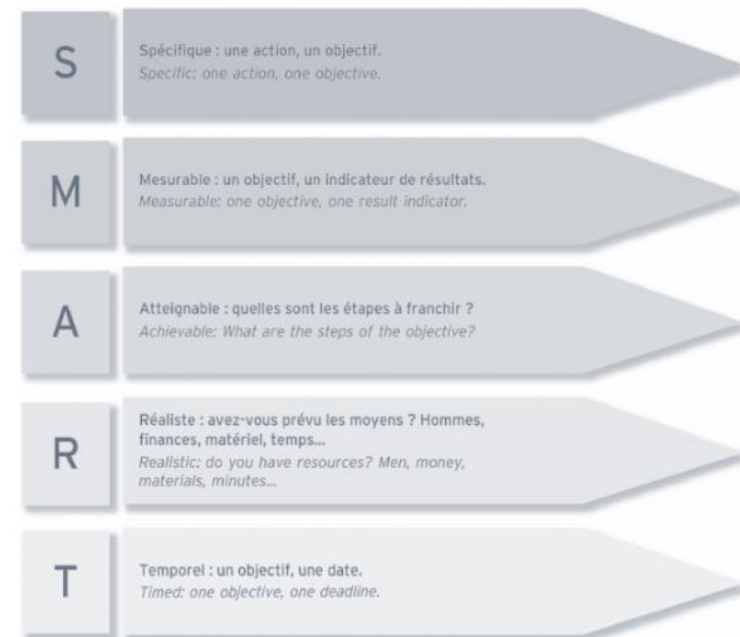 S
Spécifique : une action, un objectif.
Specific: one action, one objective.
M
Mesurable : un objectif, un indicateur de résultats.
Measurable: one objective, one result indicator.
A
Atteignable : quelles sont les étapes à franchir ?
Achievable: What are the steps of the objective?
R
Réaliste : avez-vous prévu les moyens ? Hommes,
finances, matériel, temps...
Realistic: do you have resources? Men, money,
materials, minutes...
T
Temporel : un objectif, une date.
Timed: one objective, one deadline.